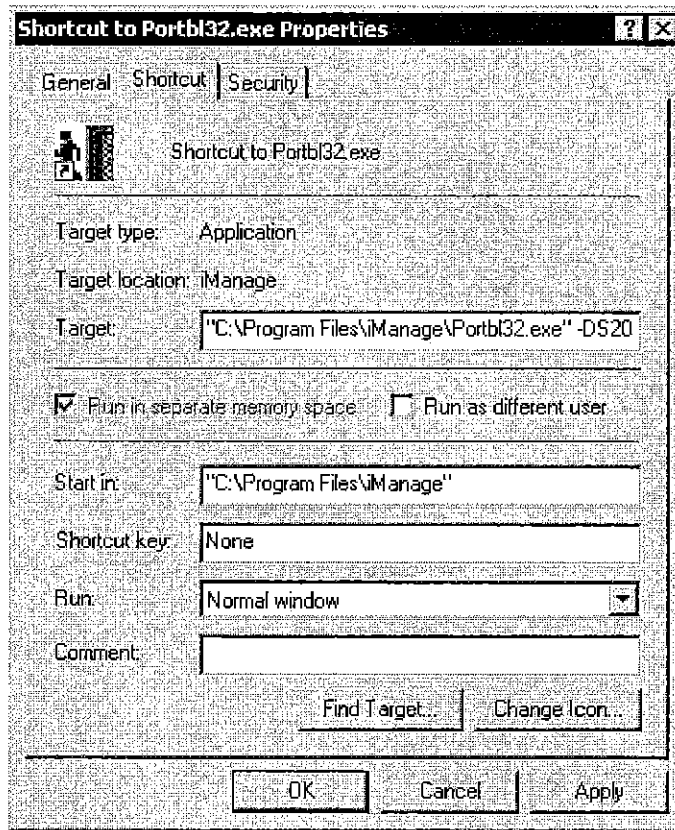 Shortcut to Portbl32.exe Properties ? X
General Shortcut Security
Shortcut to Portbl32.exe
Target type: Application
Target location: iManage
Target: "C:\Program Files\iManage\Portbl32.exe" -DS20
Run in separate memory space Run as different user
Start in: "C:\Program Files\iManage"
Shortcut key: None
Run: Normal window
Comment:
Find Target... Change Icon...
OK Cancel Apply